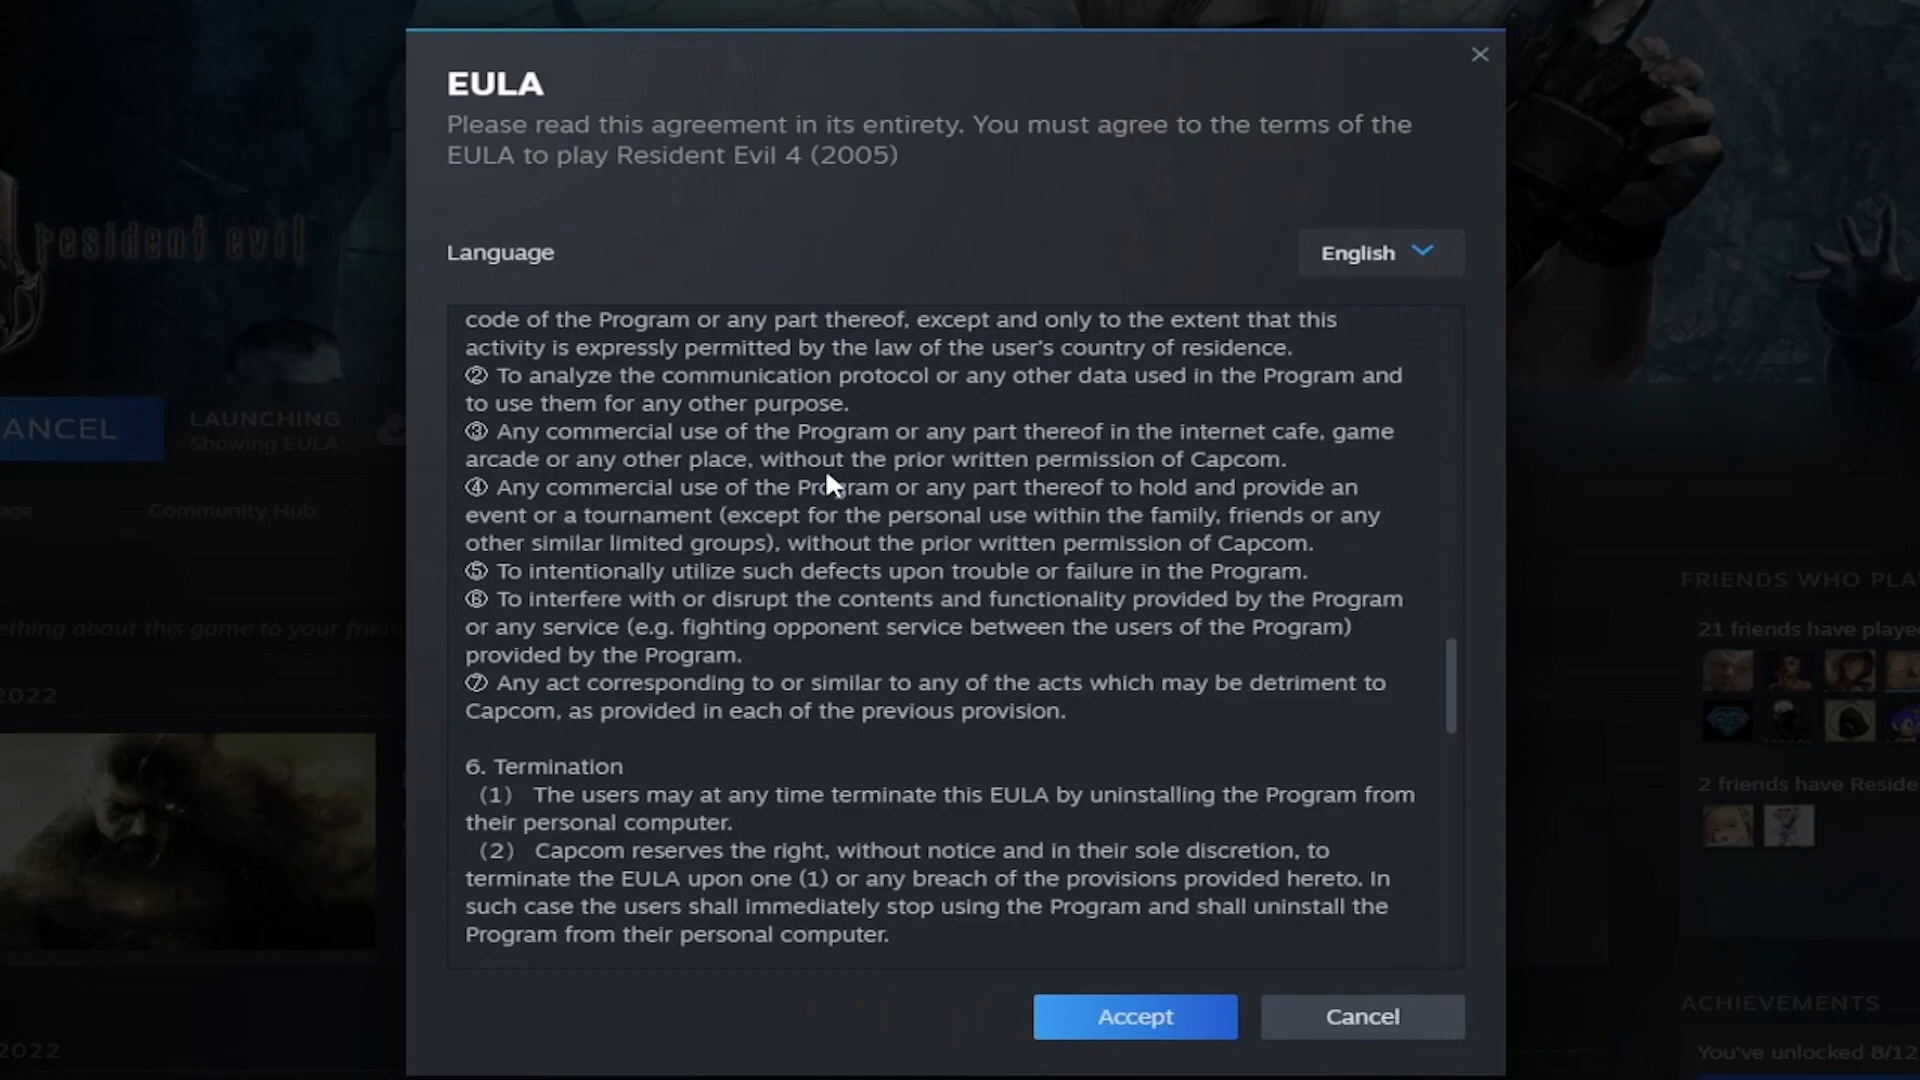 EULA
Please read this agreement in its entirety. You must agree to the terms of the
EULA to play Resident Evil 4 (2005)
resident evil
Language
English
code of the Program or any part thereof, except and only to the extent that this
activity is expressly permitted by the law of the user's country of residence.
② To analyze the communication protocol or any other data used in the Program and
to use them for any other purpose.
③ Any commercial use of the Program or any part thereof in the internet cafe, game
arcade or any other place, without the prior written permission of Capcom.
④ Any commercial use of the Program or any part thereof to hold and provide an
event or a tournament (except for the personal use within the family, friends or any
other similar limited groups), without the prior written permission of Capcom.
⑤ To intentionally utilize such defects upon trouble or failure in the Program.
⑥ To interfere with or disrupt the contents and functionality provided by the Program
or any service (e.g. fighting opponent service between the users of the Program)
provided by the Program.
⑦ Any act corresponding to or similar to any of the acts which may be detriment to
Capcom, as provided in each of the previous provision.
6. Termination
(1) The users may at any time terminate this EULA by uninstalling the Program from
their personal computer.
(2) Capcom reserves the right, without notice and in their sole discretion, to
terminate the EULA upon one (1) or any breach of the provisions provided hereto. In
such case the users shall immediately stop using the Program and shall uninstall the
Program from their personal computer.
Accept
Cancel
ANCEL
LAUNCHING
Showing EULA
age
Community Hub
ething about this game to your frien
2022
2022
FRIENDS WHO PLA
21 friends have playe
2 friends have Reside
ACHIEVEMENTS
You've unlocked 8/12